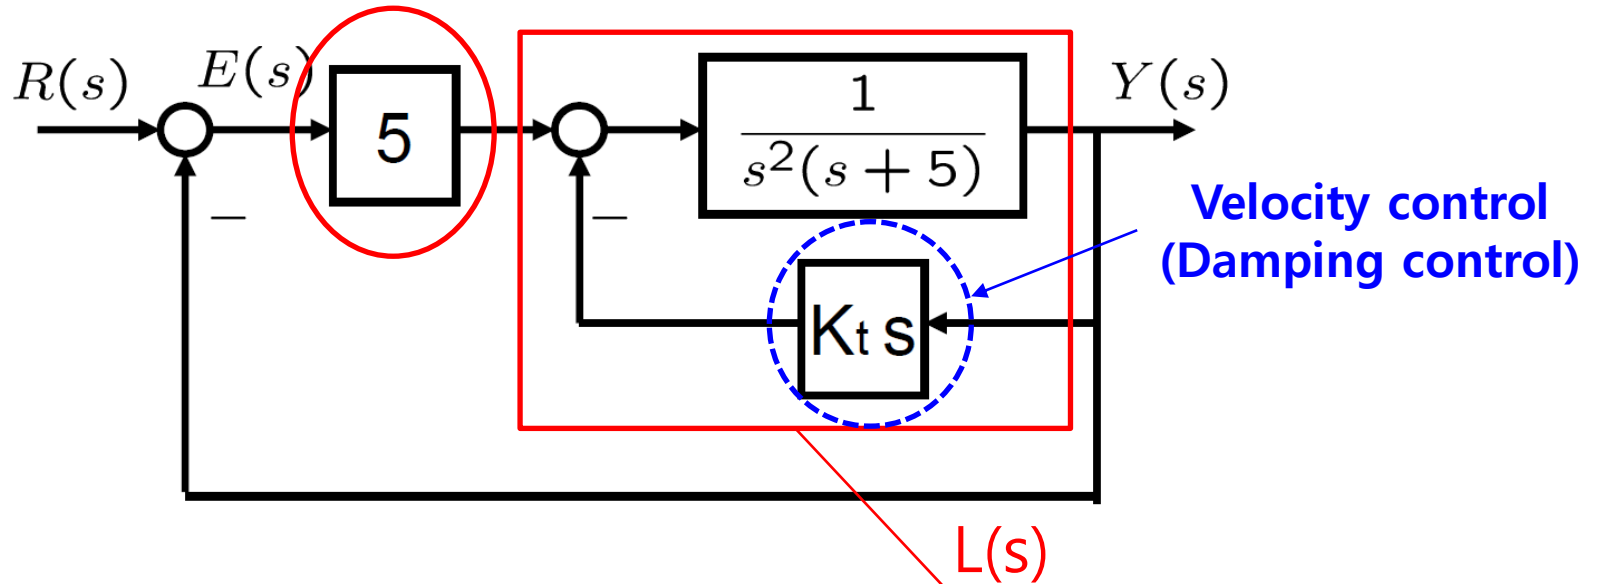 R(s)
E(s)
5
1
s²(s + 5)
Y(s)
−
−
Kt s
Velocity control
(Damping control)
L(s)